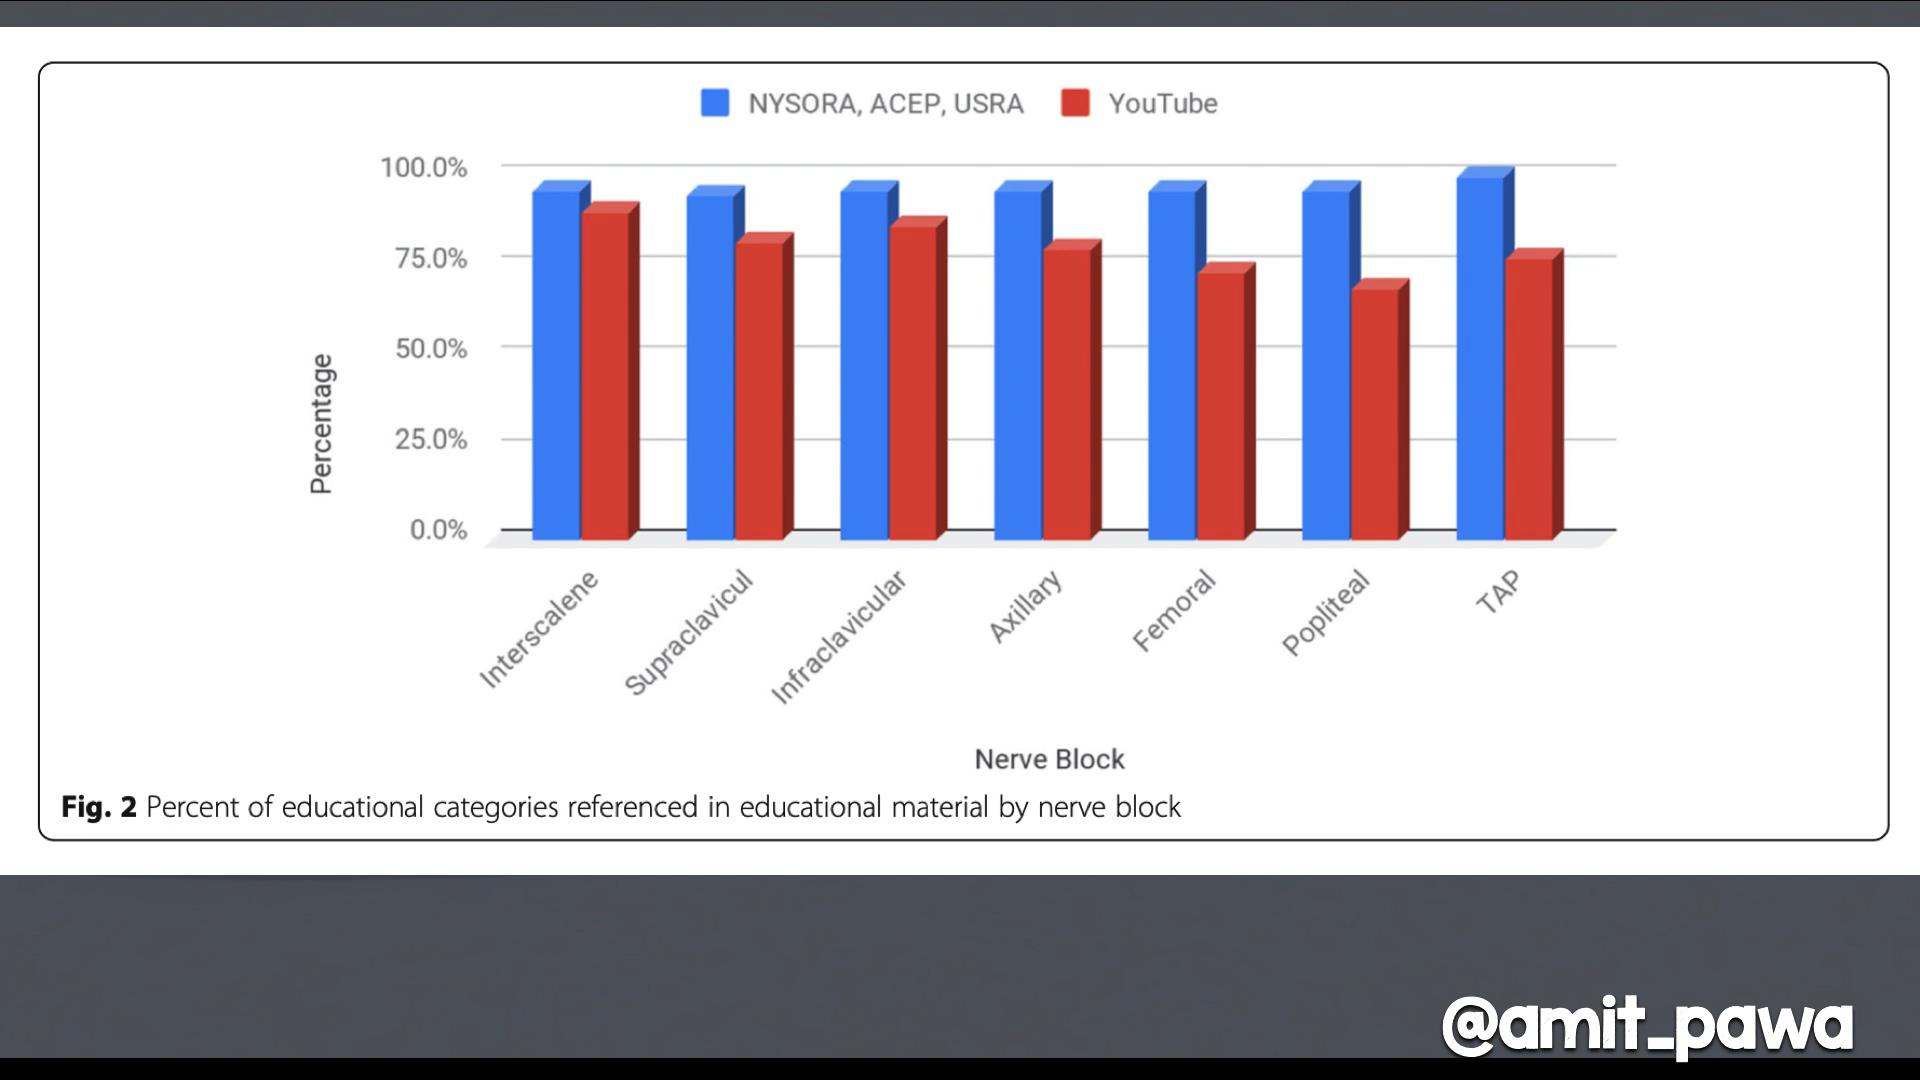 NYSORA, ACEP, USRA YouTube
100.0%
75.0%
50.0%
25.0%
0.0%
Percentage
Interscalene
Supraclavicul
Infraclavicular
Axillary
Femoral
Popliteal
TAP
Nerve Block
Fig. 2 Percent of educational categories referenced in educational material by nerve block
@amit_pawa